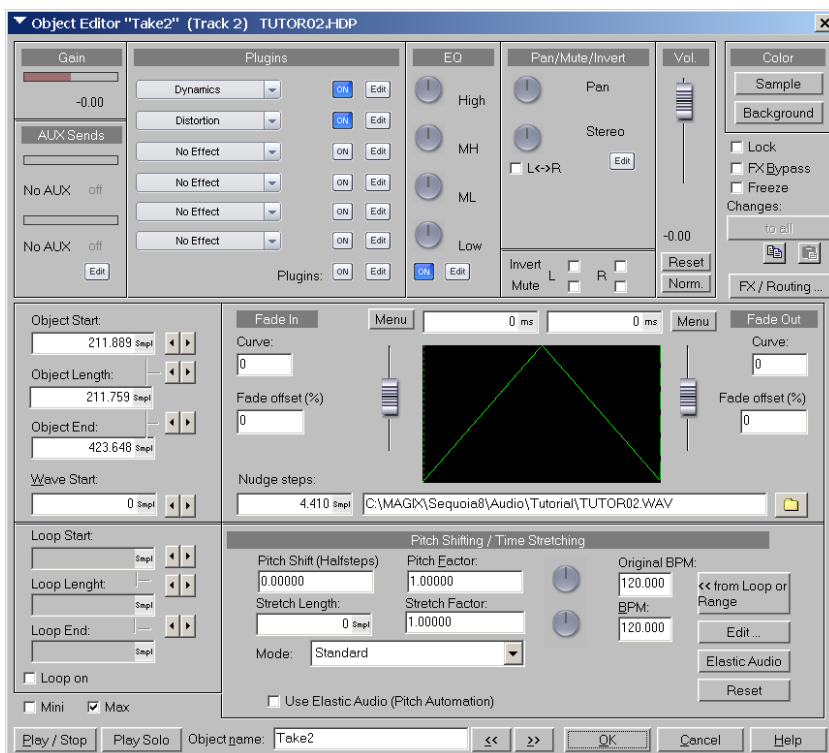 Object Editor "Take2" (Track 2) TUTOR02.HDP
Gain
-0.00
AUX Sends
No AUX off
No AUX off
Edit
Plugins
Dynamics ON Edit
Distortion ON Edit
No Effect ON Edit
No Effect ON Edit
No Effect ON Edit
No Effect ON Edit
Plugins: ON Edit
EQ
High
MH
ML
Low
ON Edit
Pan/Mute/Invert
Pan
Stereo
L<->R Edit
Invert
Mute
L R
Vol.
-0.00
Reset
Norm.
Color
Sample
Background
Lock
FX Bypass
Freeze
Changes:
to all
FX / Routing ...
Object Start:
211.889 Smpl
Object Length:
211.759 Smpl
Object End:
423.648 Smpl
Wave Start:
0 Smpl
Fade In
Menu
0 ms
0 ms
Menu
Fade Out
Curve:
0
Fade offset (%)
0
Curve:
0
Fade offset (%)
0
Nudge steps:
4.410 Smpl
C:\MAGIX\Sequoia8\Audio\Tutorial\TUTOR02.WAV
Loop Start:
Smpl
Loop Lenght:
Smpl
Loop End:
Smpl
Loop on
Pitch Shifting / Time Stretching
Pitch Shift (Halfsteps)
0.00000
Pitch Factor:
1.00000
Stretch Length:
0 Smpl
Stretch Factor:
1.00000
Mode: Standard
Original BPM:
120.000
BPM:
120.000
<< from Loop or
Range
Edit ...
Elastic Audio
Reset
Use Elastic Audio (Pitch Automation)
Mini Max
Play / Stop Play Solo Object name: Take2 << >> OK Cancel Help